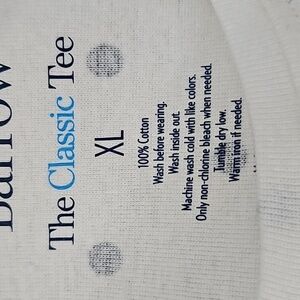 The Classic Tee
XL
100% Cotton
Wash before wearing.
Wash inside out.
Machine wash cold with like colors.
Only non-chlorine bleach when needed.
Tumble dry low.
Warm iron if needed.